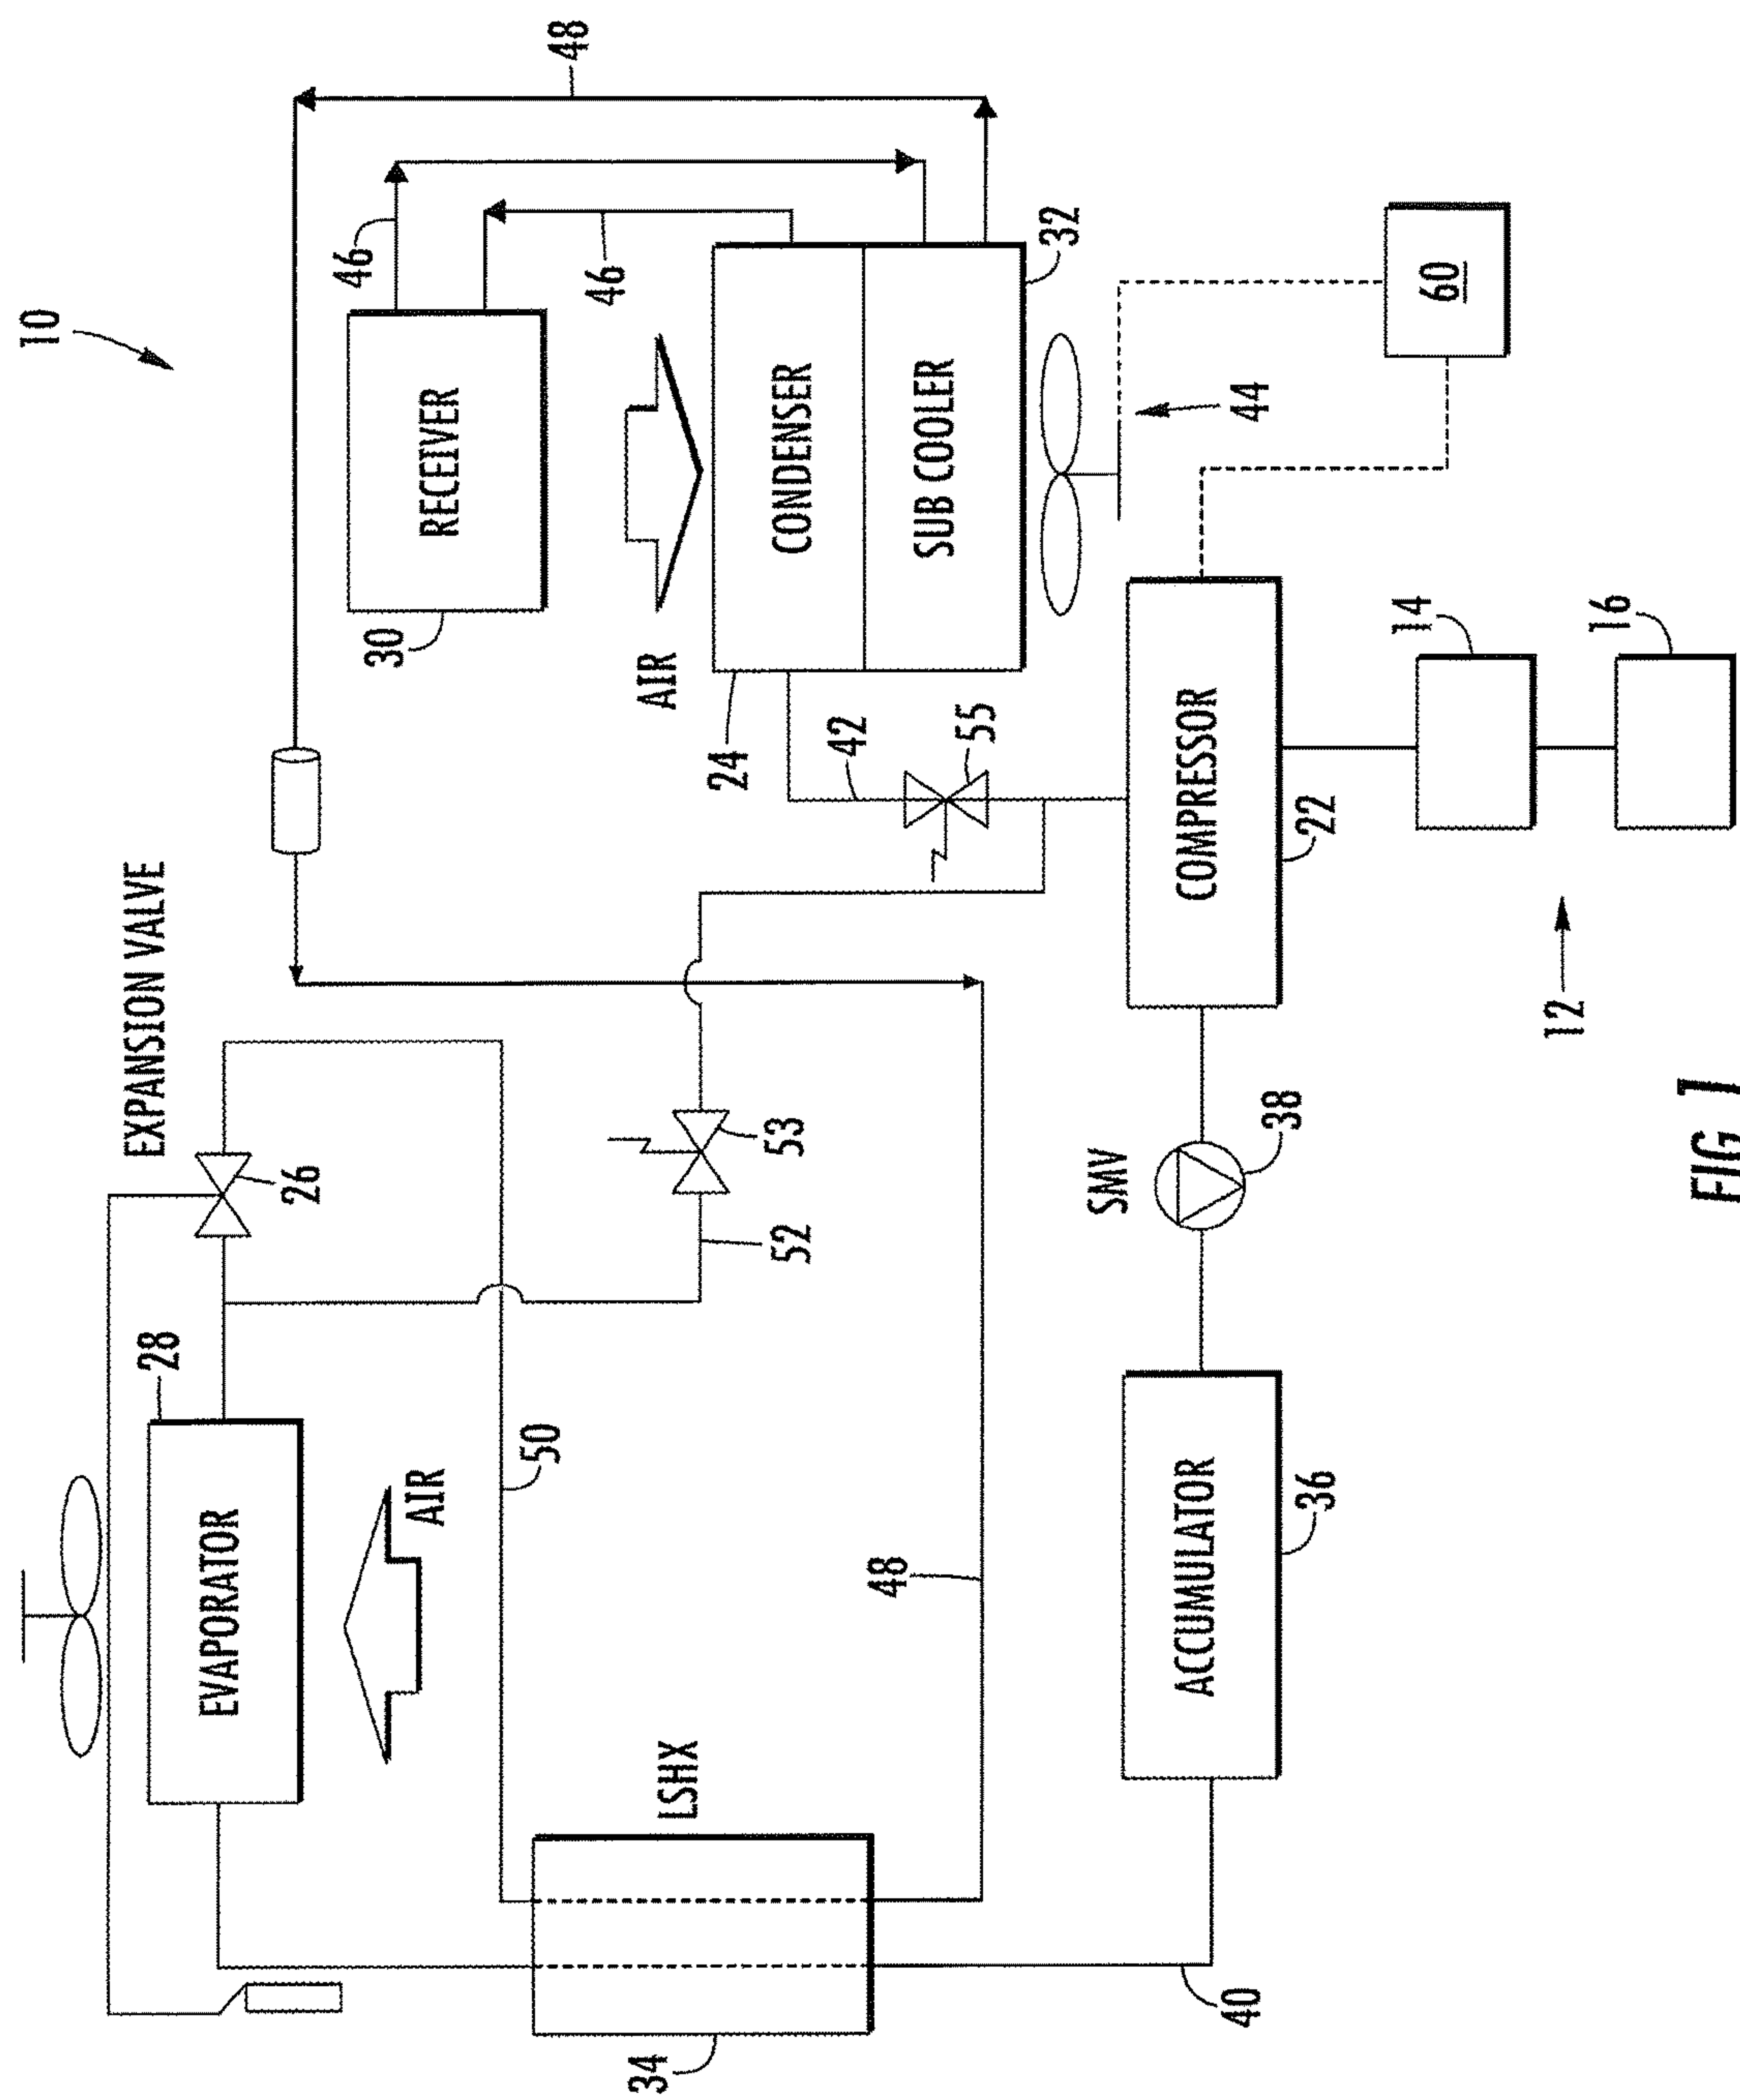 10
28
EXPANSION VALVE
EVAPORATOR
26
46
30
AIR
RECEIVER
50
48
46
34
AIR
LSHX
24
52
53
CONDENSER
42
48
SUB COOLER
55
32
SMV
ACCUMULATOR
COMPRESSOR
40
44
38
36
22
14
60
12
16
FIG 1